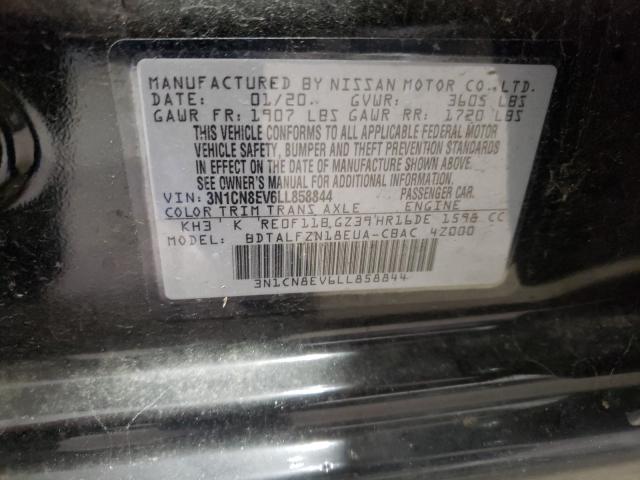 MANUFACTURED BY NISSAN MOTOR CO., LTD.
DATE: 01/20 GVWR: 3605 LBS
GAWR FR: 1907 LBS GAWR RR: 1720 LBS
THIS VEHICLE CONFORMS TO ALL APPLICABLE FEDERAL MOTOR
VEHICLE SAFETY, BUMPER AND THEFT PREVENTION STANDARDS
IN EFFECT ON THE DATE OF MANUFACTURE SHOWN ABOVE.
SEE OWNER'S MANUAL FOR ADDITIONAL INFORMATION.
VIN: 3N1CN8EV6LL858844 PASSENGER CAR.
COLOR TRIM TRANS AXLE ENGINE
KH3 K RE0F11B GZ39 HR16DE 1598 CC
MODEL: BDTALFZN18EUA-CBAC 4Z000
3N1CN8EV6LL858844